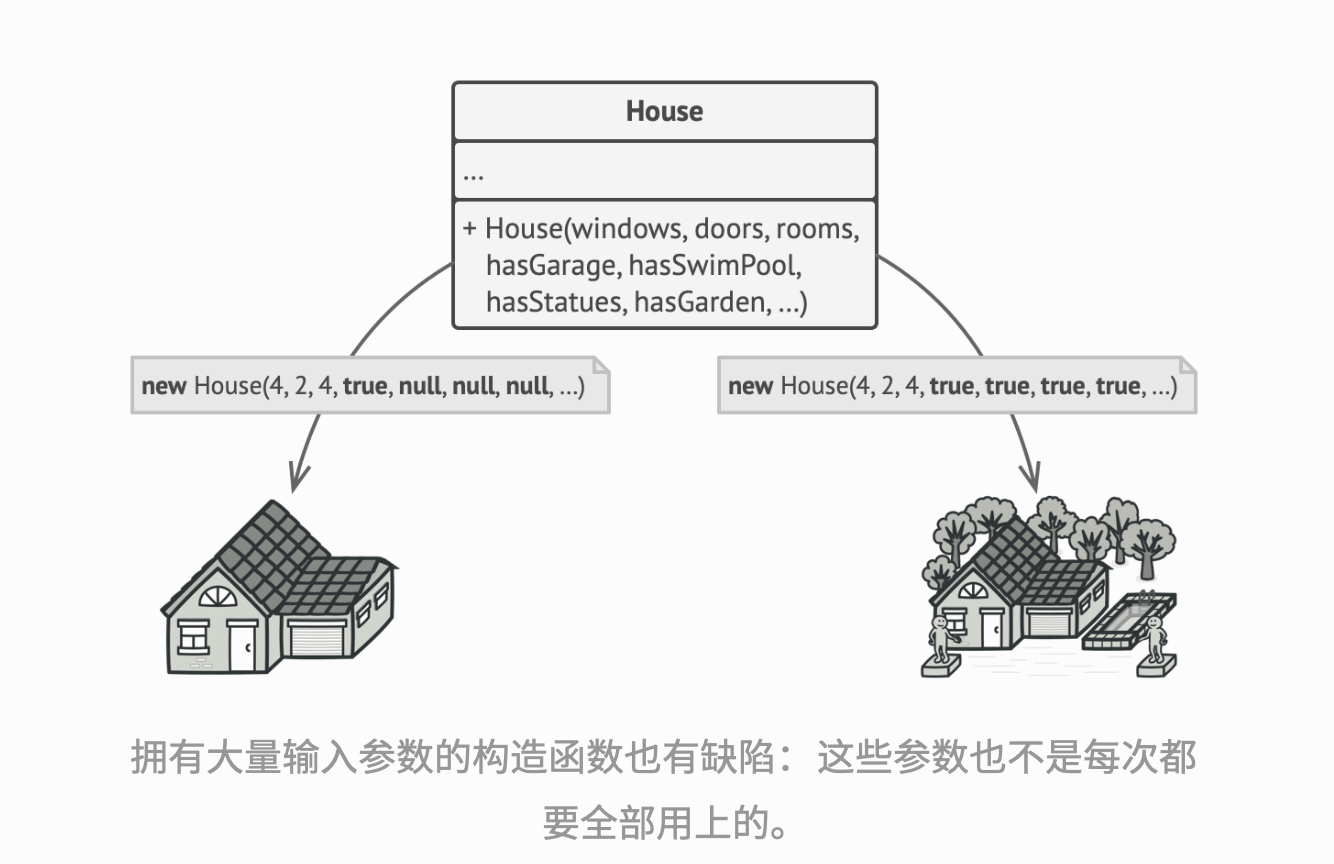 House
...
+ House(windows, doors, rooms,
hasGarage, hasSwimPool,
hasStatues, hasGarden, ...)
new House(4, 2, 4, true, null, null, null, ...)
new House(4, 2, 4, true, true, true, true, ...)
拥有大量输入参数的构造函数也有缺陷： 这些参数也不是每次都
要全部用上的。